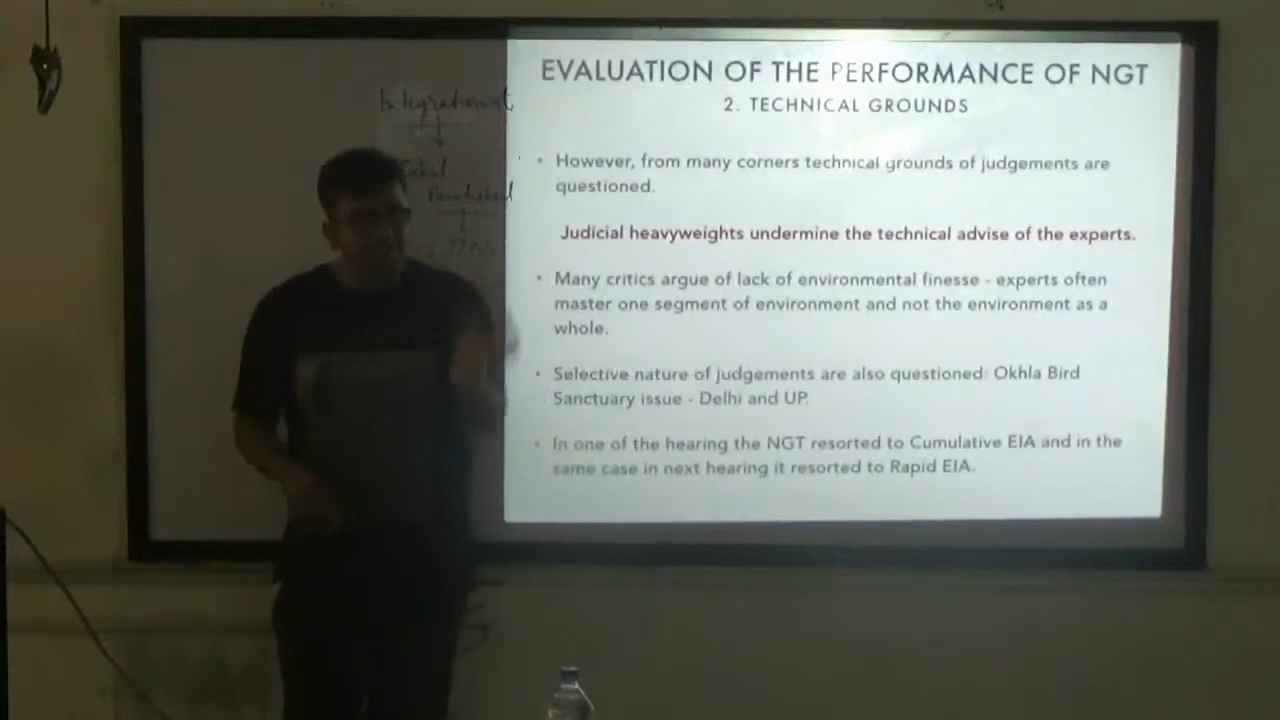 EVALUATION OF THE PERFORMANCE OF NGT
2. TECHNICAL GROUNDS
• However, from many corners technical grounds of judgements are
questioned.
Judicial heavyweights undermine the technical advise of the experts.
• Many critics argue of lack of environmental finesse - experts often
master one segment of environment and not the environment as a
whole.
• Selective nature of judgements are also questioned: Okhla Bird
Sanctuary issue - Delhi and UP.
• In one of the hearing the NGT resorted to Cumulative EIA and in the
same case in next hearing it resorted to Rapid EIA.